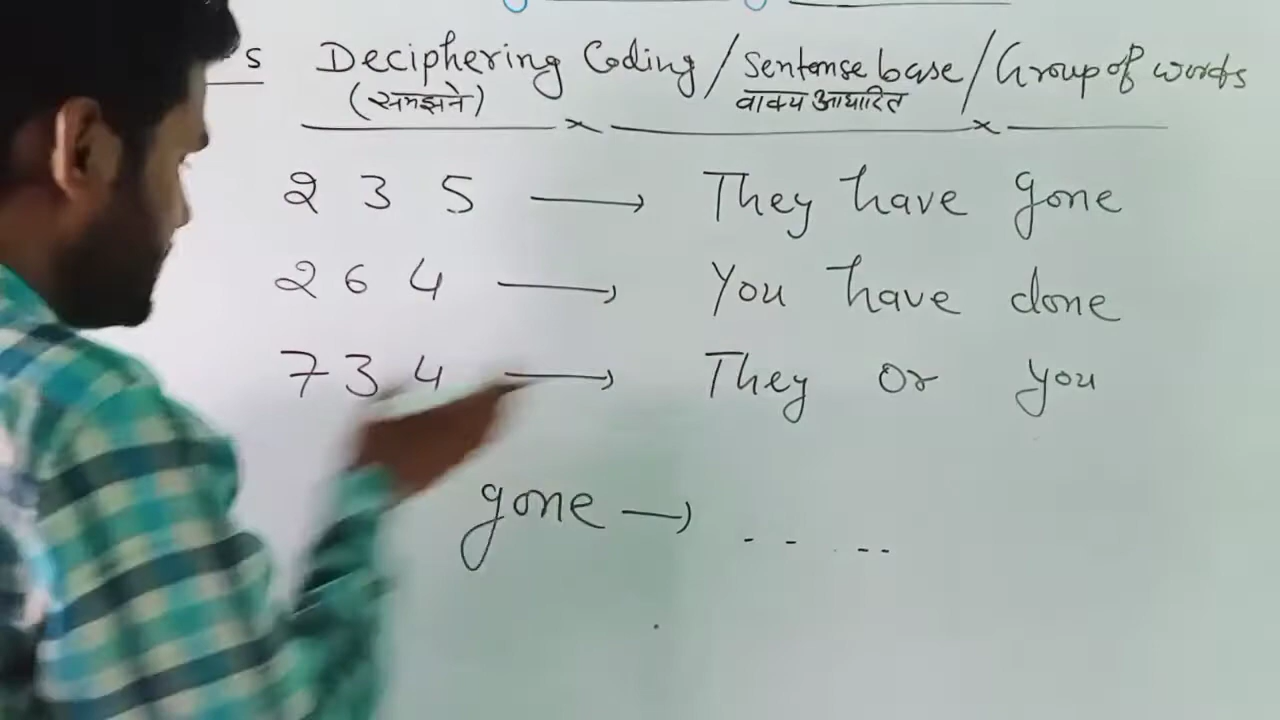 s Deciphering Coding / Sentense base / Group of words
(समझने) वाक्य आधारित
2 3 5 → They have gone
2 6 4 → You have done
7 3 4 → They or you
gone → - - - -